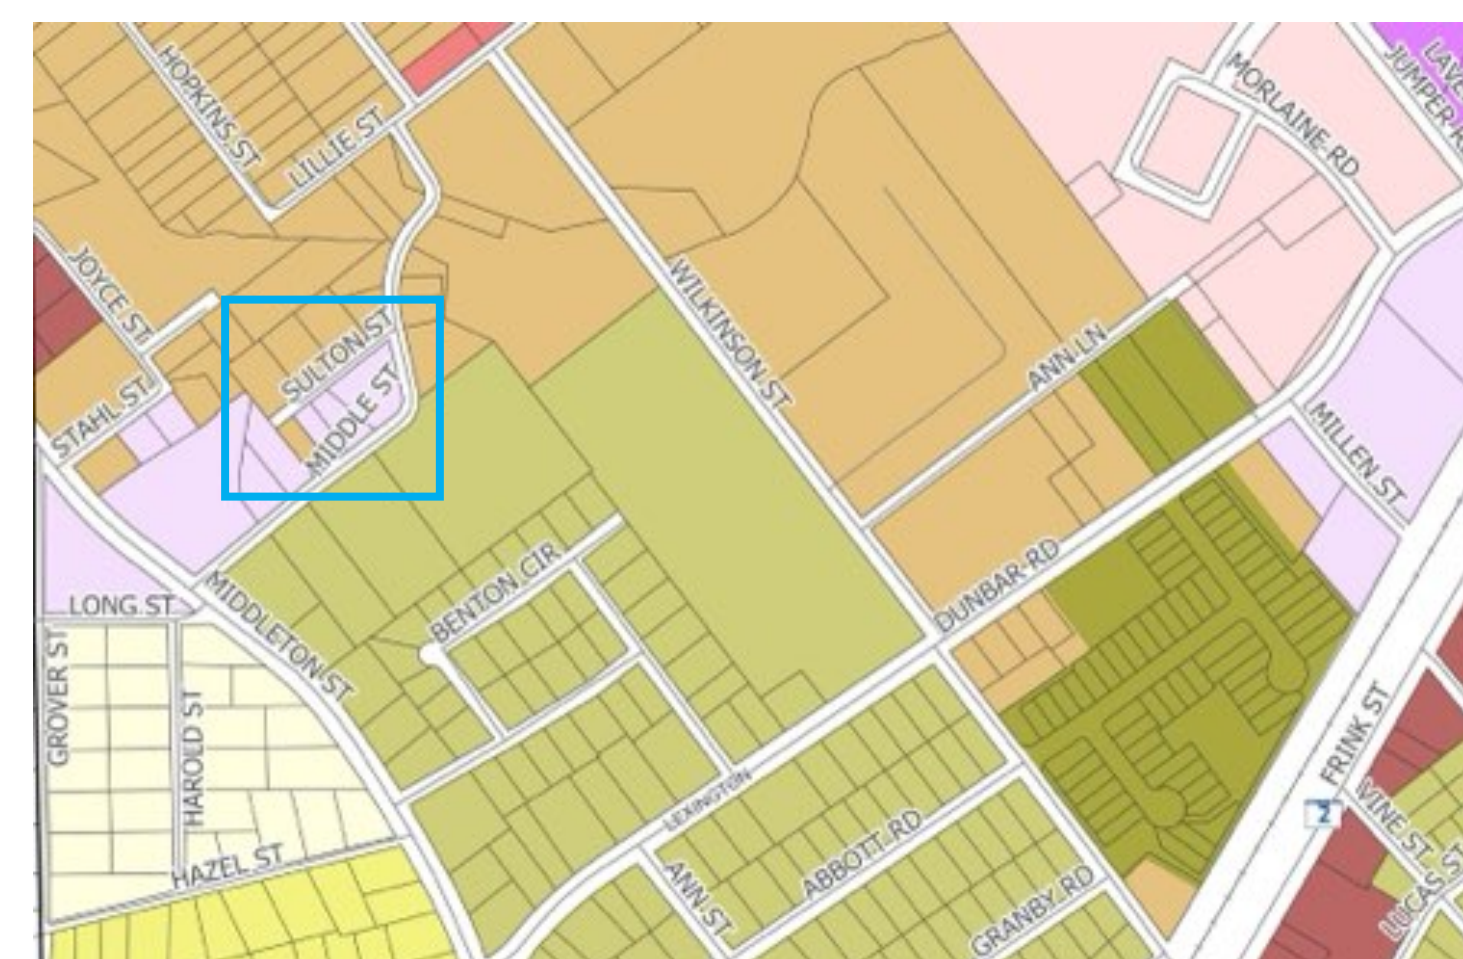 HOPKINS ST
LILLIE ST
MORLAINE RD
JUMPER
JOYCE ST
WILKINSON ST
SULTON ST
ANN LN
STAHL ST
MIDDLE ST
MILLEN ST
BENTON CIR
DUNBAR RD
LONG ST
MIDDLETON ST
GROVER ST
HAROLD ST
FRINK ST
LEXINGTON
2
VINE ST
HAZEL ST
ABBOTT RD
ANN ST
LUCAS ST
GRANBY RD